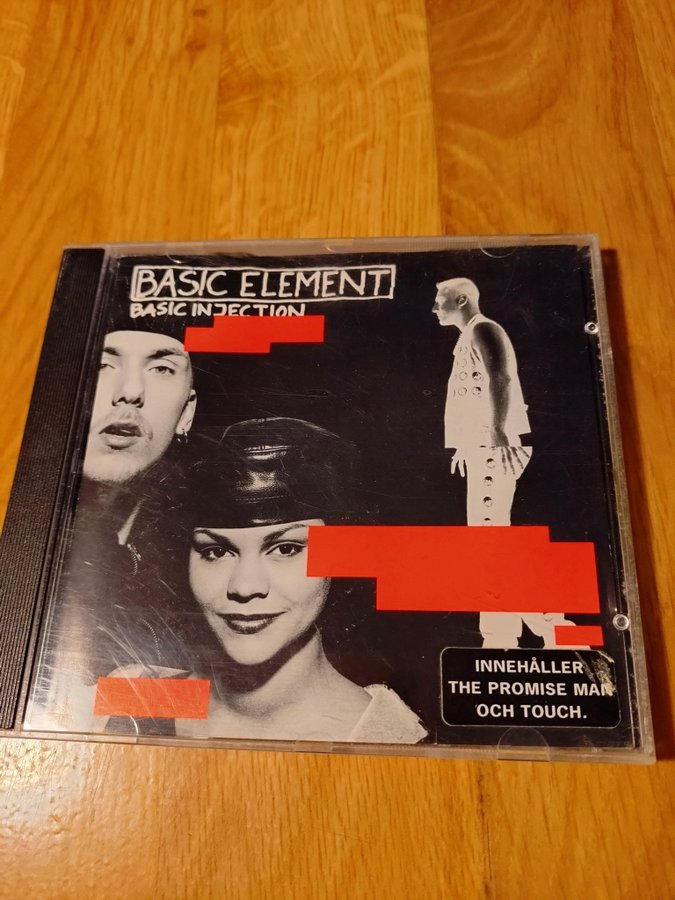 BASIC ELEMENT
BASIC INJECTION
INNEHÅLLER
THE PROMISE MAN
OCH TOUCH.